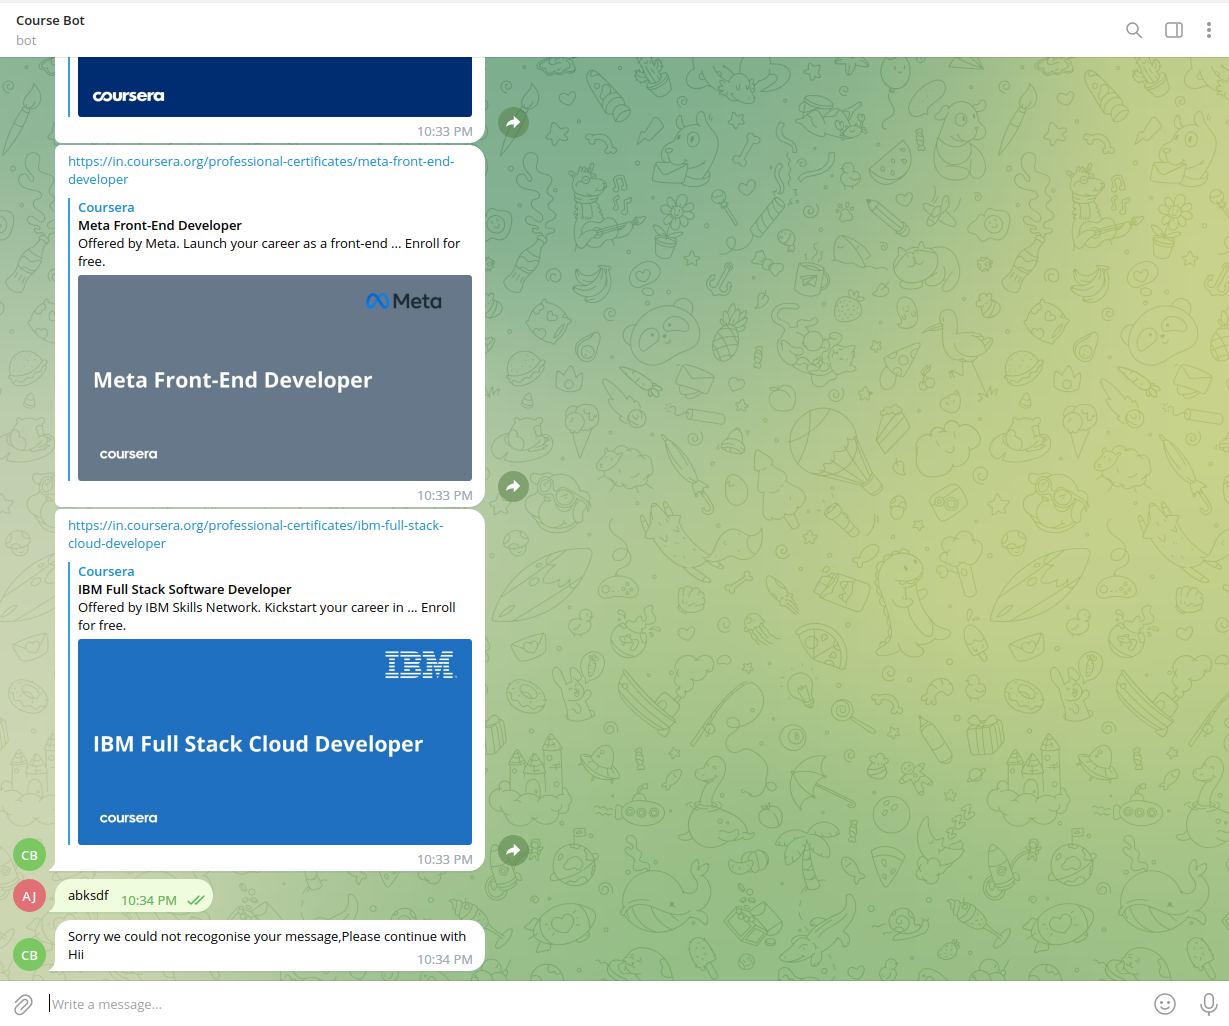 Course Bot
bot
coursera
10:33 PM
https://in.coursera.org/professional-certificates/meta-front-end-
developer
Coursera
Meta Front-End Developer
Offered by Meta. Launch your career as a front-end ... Enroll for
free.
Meta
Meta Front-End Developer
coursera
10:33 PM
https://in.coursera.org/professional-certificates/ibm-full-stack-
cloud-developer
Coursera
IBM Full Stack Software Developer
Offered by IBM Skills Network. Kickstart your career in ... Enroll
for free.
IBM
IBM Full Stack Cloud Developer
coursera
CB
10:33 PM
AJ
abksdf
10:34 PM
Sorry we could not recogonise your message,Please continue with
CB
Hii
10:34 PM
Write a message...